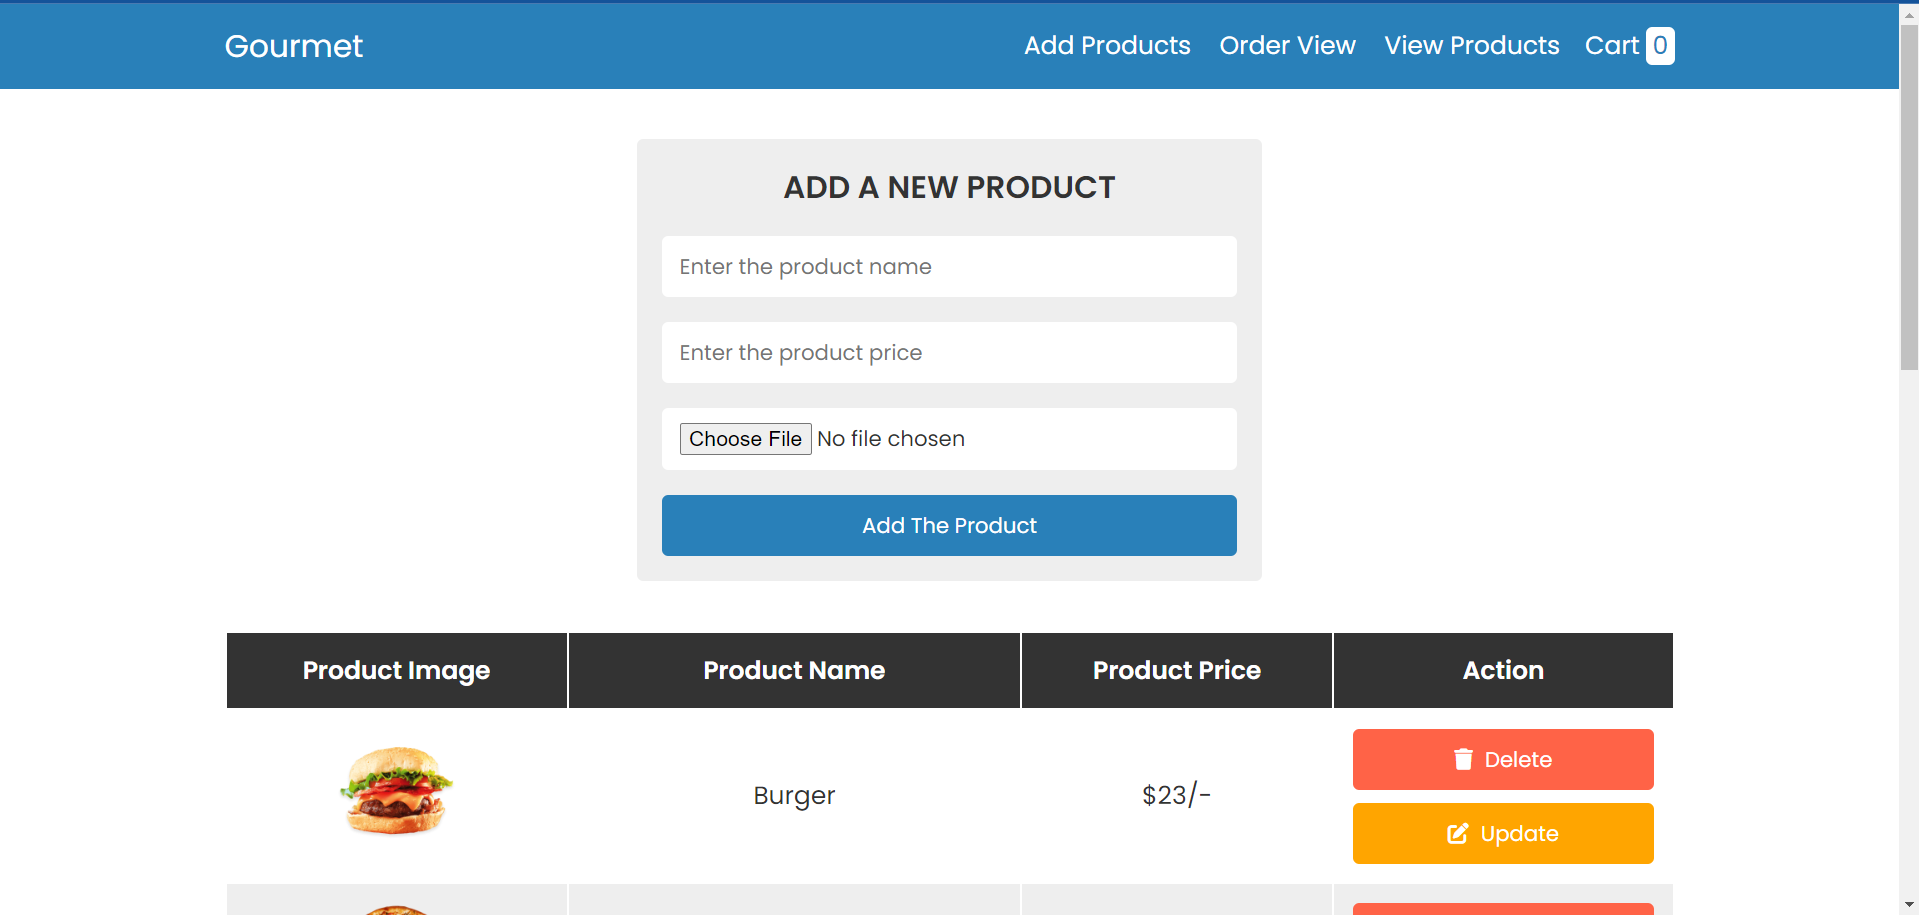 Gourmet
Add Products Order View View Products Cart 0
ADD A NEW PRODUCT
Enter the product name
Enter the product price
Choose File No file chosen
Add The Product
Product Image Product Name Product Price Action
Burger $23/- Delete
Update